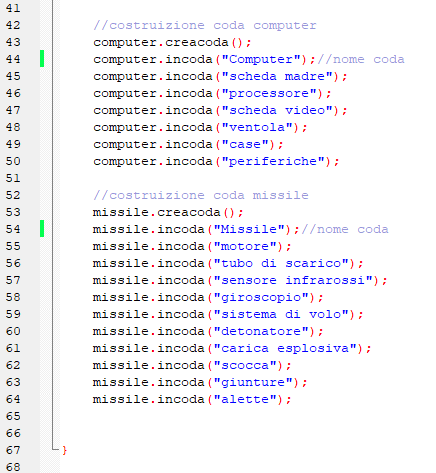 41
42 //costruizione coda computer
43 computer.creacoda();
44 computer.incoda("Computer");//nome coda
45 computer.incoda("scheda madre");
46 computer.incoda("processore");
47 computer.incoda("scheda video");
48 computer.incoda("ventola");
49 computer.incoda("case");
50 computer.incoda("periferiche");
51
52 //costruizione coda missile
53 missile.creacoda();
54 missile.incoda("Missile");//nome coda
55 missile.incoda("motore");
56 missile.incoda("tubo di scarico");
57 missile.incoda("sensore infrarossi");
58 missile.incoda("giroscopio");
59 missile.incoda("sistema di volo");
60 missile.incoda("detonatore");
61 missile.incoda("carica esplosiva");
62 missile.incoda("scocca");
63 missile.incoda("giunture");
64 missile.incoda("alette");
65
66
67 }
68